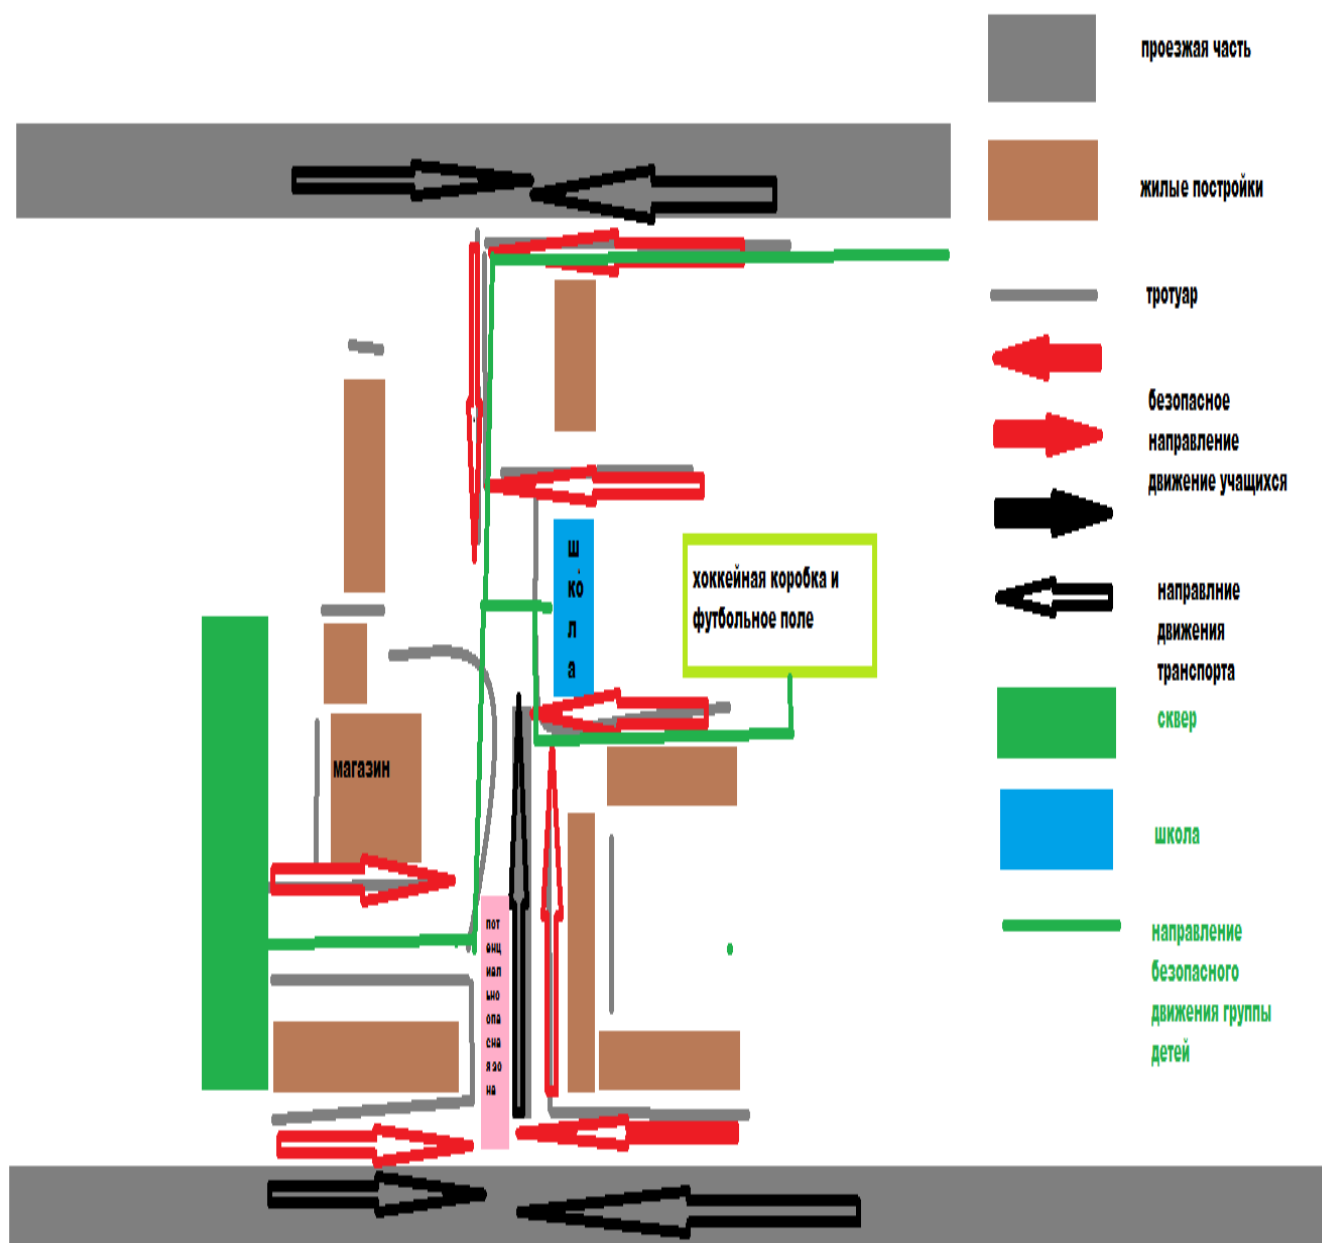 проезжая часть
жилые постройки
тротуар
безопасное
направление
движение учащихся
направлние
движения
транспорта
сквер
школа
направление
безопасного
движения группы
детей
ш
ко
л
а
хоккейная коробка и
футбольное поле
магазин
пот
енц
иал
ьно
опа
сна
я зо
на